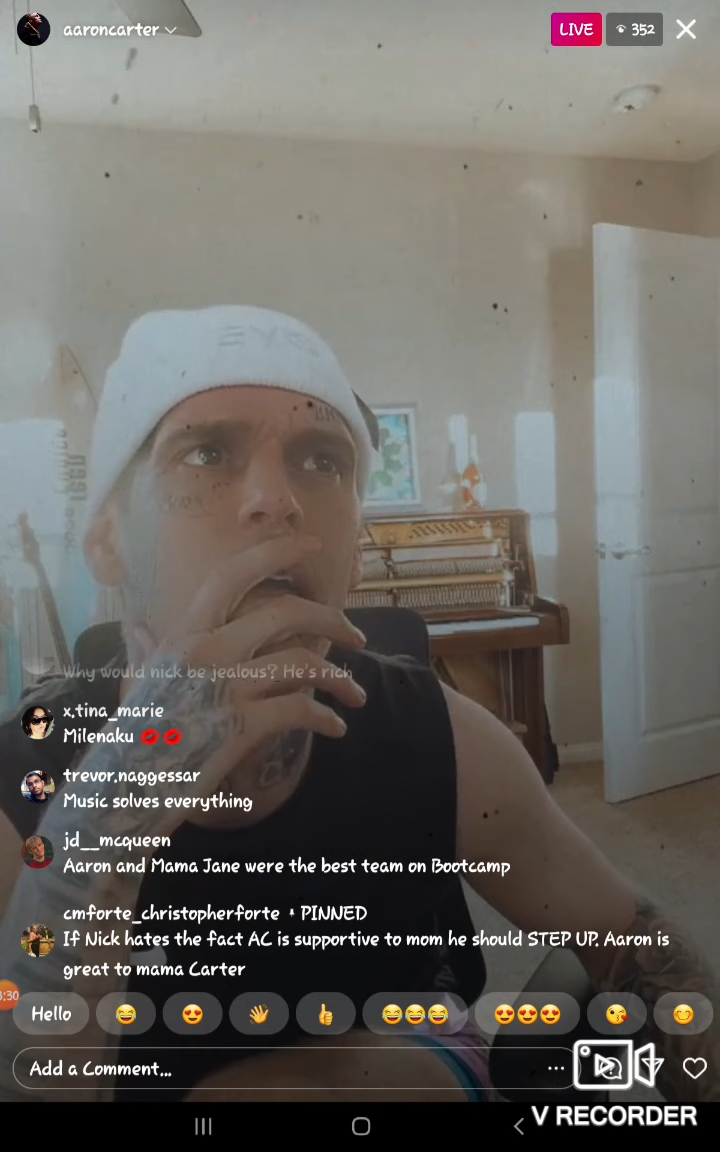 aaroncarter
LIVE
352
Why would nick be jealous? He's rich
x.tina_marie
Milenaku 💋 💋
trevor.naggessar
Music solves everything
jd__mcqueen
Aaron and Mama Jane were the best team on Bootcamp
cmforte_christopherforte PINNED
If Nick hates the fact AC is supportive to mom he should STEP UP. Aaron is
great to mama Carter
:30
Hello 😂 😍 👋 👍 😂😂😂 😍😍😍 😘 😊
Add a Comment...
V RECORDER